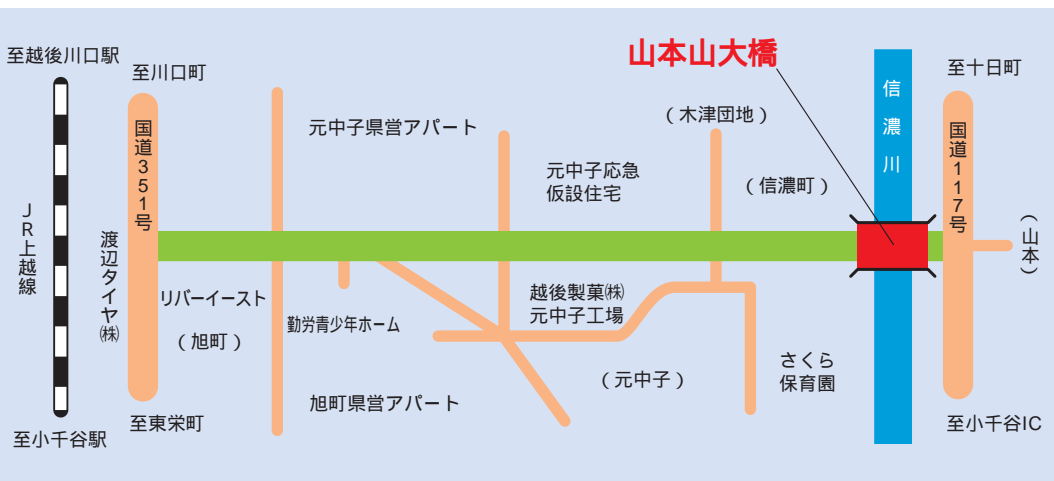 至越後川口駅
至川口町
山本山大橋
至十日町
信濃川
国道351号
元中子県営アパート
(木津団地)
国道117号
元中子応急
仮設住宅
(信濃町)
JR上越線
渡辺タイヤ㈱
(山本)
リバーイースト
(旭町)
勤労青少年ホーム
越後製菓㈱
元中子工場
(元中子)
さくら
保育園
旭町県営アパート
至東栄町
至小千谷駅
至小千谷IC